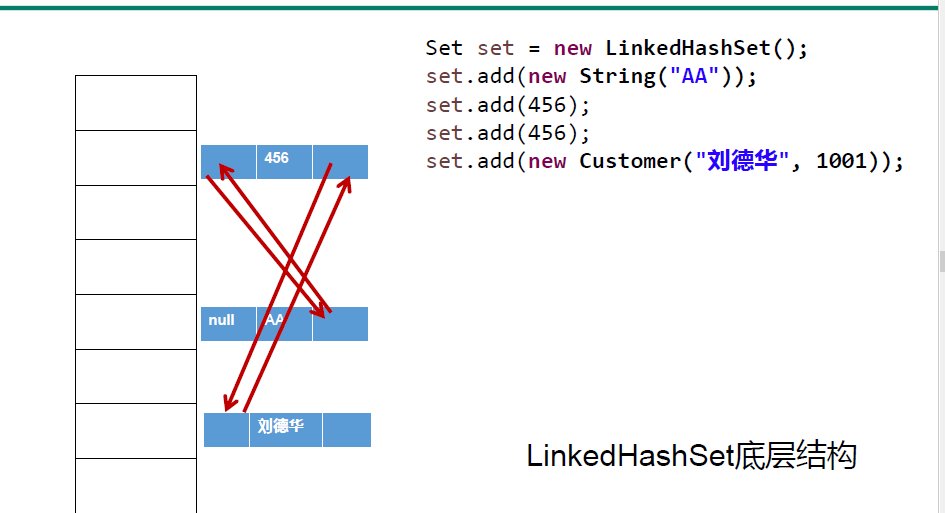 Set set = new LinkedHashSet();
set.add(new String("AA"));
set.add(456);
set.add(456);
set.add(new Customer("刘德华", 1001));
456
null AA
刘德华
LinkedHashSet底层结构